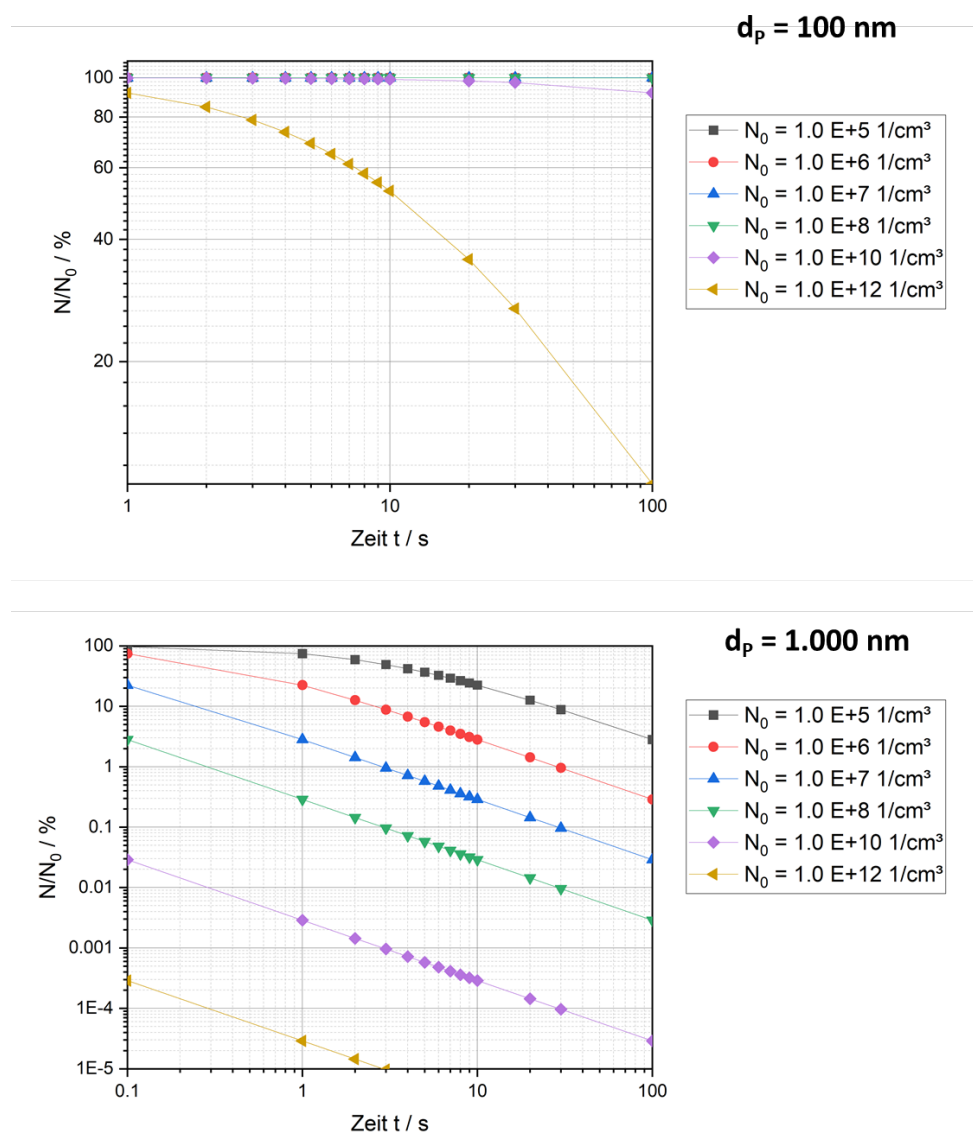 d_P = 100 nm
100
80
60
40
20
1
10
100
N/N₀ / %
Zeit t / s
N₀ = 1.0 E+5 1/cm³
N₀ = 1.0 E+6 1/cm³
N₀ = 1.0 E+7 1/cm³
N₀ = 1.0 E+8 1/cm³
N₀ = 1.0 E+10 1/cm³
N₀ = 1.0 E+12 1/cm³
d_P = 1.000 nm
100
10
1
0.1
0.01
0.001
1E-4
1E-5
0.1
1
10
100
N/N₀ / %
Zeit t / s
N₀ = 1.0 E+5 1/cm³
N₀ = 1.0 E+6 1/cm³
N₀ = 1.0 E+7 1/cm³
N₀ = 1.0 E+8 1/cm³
N₀ = 1.0 E+10 1/cm³
N₀ = 1.0 E+12 1/cm³